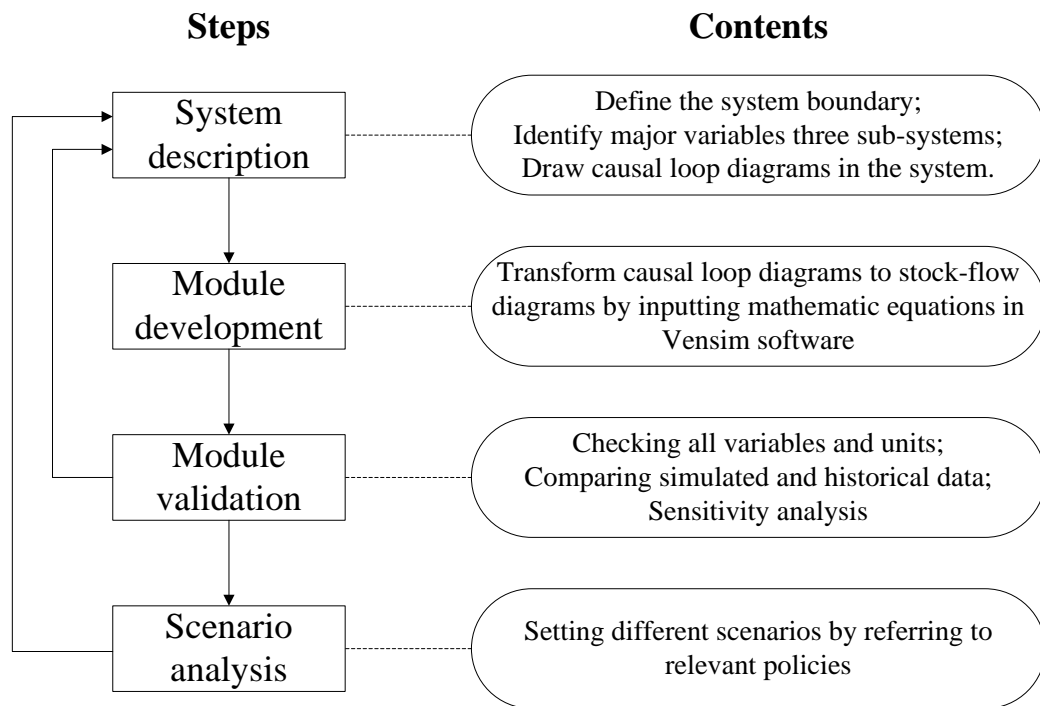 Steps
Contents
System
description
Define the system boundary;
Identify major variables three sub-systems;
Draw causal loop diagrams in the system.
Module
development
Transform causal loop diagrams to stock-flow
diagrams by inputting mathematic equations in
Vensim software
Module
validation
Checking all variables and units;
Comparing simulated and historical data;
Sensitivity analysis
Scenario
analysis
Setting different scenarios by referring to
relevant policies